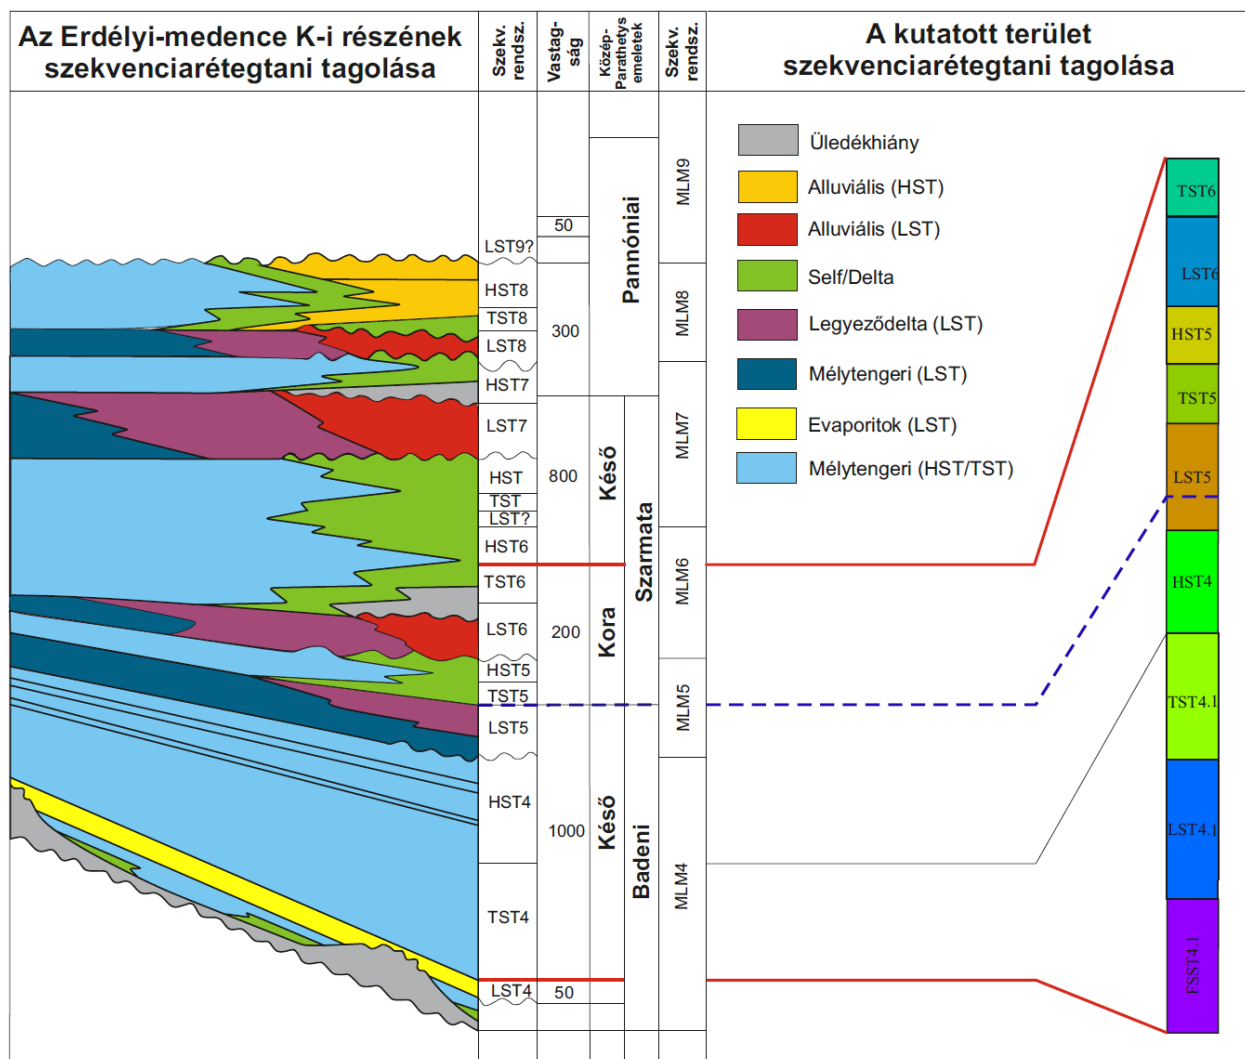 Az Erdélyi-medence K-i részének
szekvenciarétegtani tagolása
Szekv.
rendsz.
Vastag-
ság
Közép-
Parathetys
emeletek
Szekv.
rendsz.
A kutatott terület
szekvenciarétegtani tagolása
LST9?
HST8
TST8
LST8
HST7
LST7
HST
TST
LST?
HST6
TST6
LST6
HST5
TST5
LST5
HST4
TST4
LST4
50
300
800
200
1000
50
Késő
Kora
Késő
Pannóniai
Szarmata
Badeni
MLM9
MLM8
MLM7
MLM6
MLM5
MLM4
Üledékhiány
Alluviális (HST)
Alluviális (LST)
Self/Delta
Legyeződelta (LST)
Mélytengeri (LST)
Evaporitok (LST)
Mélytengeri (HST/TST)
TST6
LST6
HST5
TST5
LST5
HST4
TST4.1
LST4.1
FSST4.1